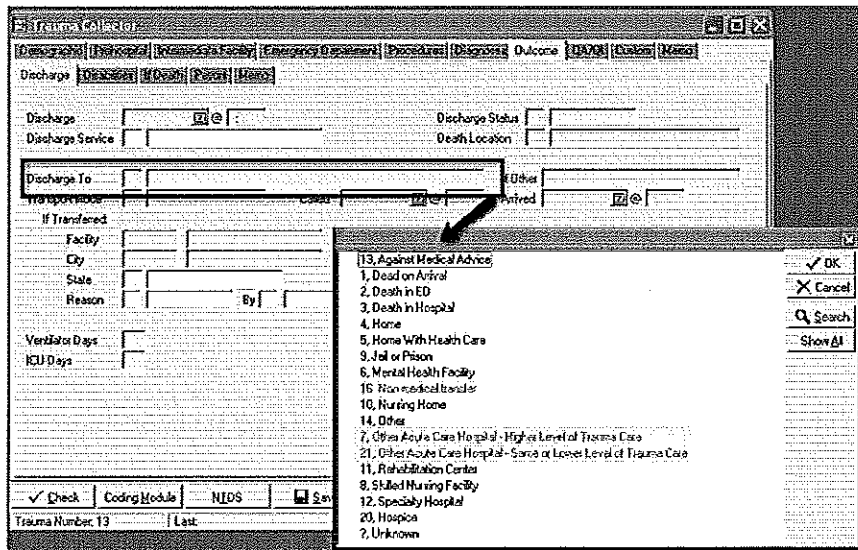 Trauma Collector
Demographic Prehospital Intermediate Facility Emergency Department Procedures Diagnoses Outcome QA/QI Custom Memo
Discharge Disabilities If Death Payors Memo
Discharge @ :
Discharge Status
Discharge Service
Death Location
Discharge To
If Other
Transport Mode
Called @
Arrived @
If Transferred
Facility
City
State
Reason By
Ventilator Days
ICU Days
13, Against Medical Advice
1, Dead on Arrival
2, Death in ED
3, Death in Hospital
4, Home
5, Home With Health Care
9, Jail or Prison
6, Mental Health Facility
16, Non medical transfer
10, Nursing Home
14, Other
7, Other Acute Care Hospital - Higher Level of Trauma Care
21, Other Acute Care Hospital - Same or Lower Level of Trauma Care
11, Rehabilitation Center
8, Skilled Nursing Facility
12, Specialty Hospital
20, Hospice
?, Unknown
OK
Cancel
Search
Show All
Check Coding Module NTDS Sav
Trauma Number, 13 Last: